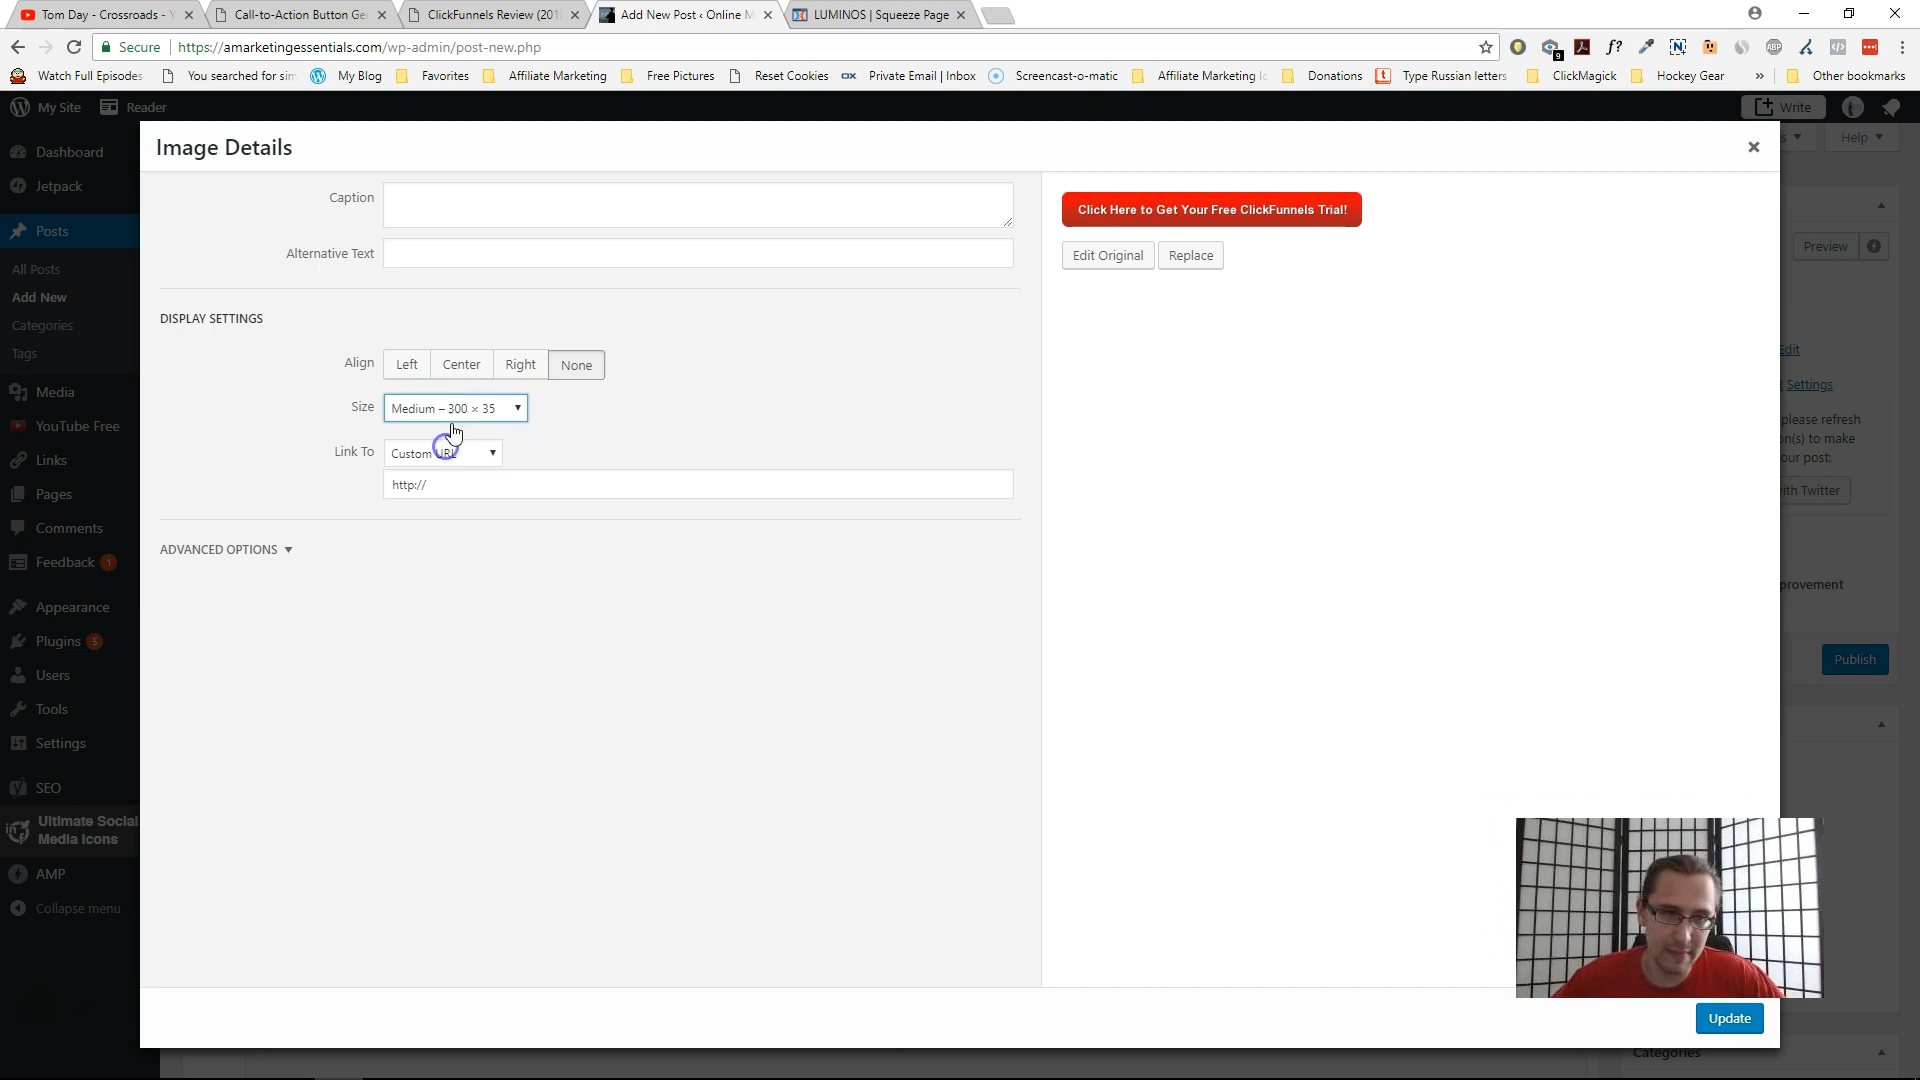 Tom Day - Crossroads - Y
Call-to-Action Button Ge
ClickFunnels Review (201
Add New Post ‹ Online M
LUMINOS | Squeeze Page
Secure
https://amarketingessentials.com/wp-admin/post-new.php
Watch Full Episodes
You searched for sim
My Blog
Favorites
Affiliate Marketing
Free Pictures
Reset Cookies
Private Email | Inbox
Screencast-o-matic
Affiliate Marketing Ic
Donations
Type Russian letters
ClickMagick
Hockey Gear
»
Other bookmarks
My Site
Reader
Write
Image Details
Help
Dashboard
Jetpack
Posts
All Posts
Add New
Categories
Tags
Media
YouTube Free
Links
Pages
Comments
Feedback 1
Appearance
Plugins 5
Users
Tools
Settings
SEO
Ultimate Social
Media Icons
AMP
Collapse menu
Caption
Alternative Text
DISPLAY SETTINGS
Align
Left
Center
Right
None
Size
Medium – 300 × 35
Link To
Custom URL
http://
ADVANCED OPTIONS
Click Here to Get Your Free ClickFunnels Trial!
Edit Original
Replace
Preview
Edit
Settings
please refresh
on(s) to make
our post:
with Twitter
provement
Publish
Update
Categories